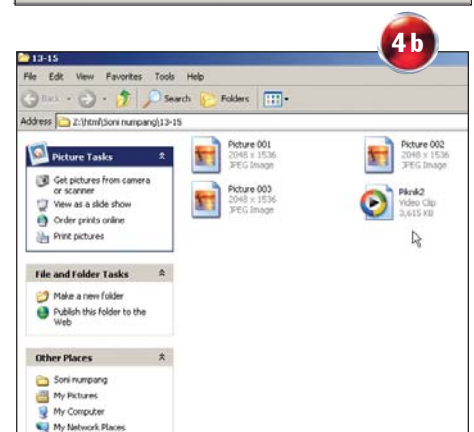 4b
13-15
File Edit View Favorites Tools Help
Back Search Folders
Address Z:\html\Soni numpang\13-15
Picture Tasks
Get pictures from camera
or scanner
View as a slide show
Order prints online
Print pictures
File and Folder Tasks
Make a new folder
Publish this folder to the
Web
Other Places
Soni numpang
My Pictures
My Computer
My Network Places
Picture 001
2048 x 1536
JPEG Image
Picture 002
2048 x 1536
JPEG Image
Picture 003
2048 x 1536
JPEG Image
Piknik2
Video Clip
3,615 KB